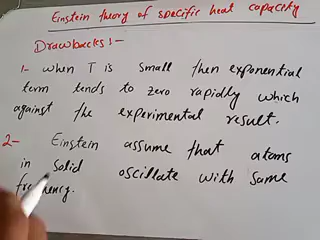 Einstein theory of specific heat capacity
Drawbacks:-
1- when T is small then exponential
term tends to zero rapidly which
against the experimental result.
2- Einstein assume that atoms
in solid oscillate with same